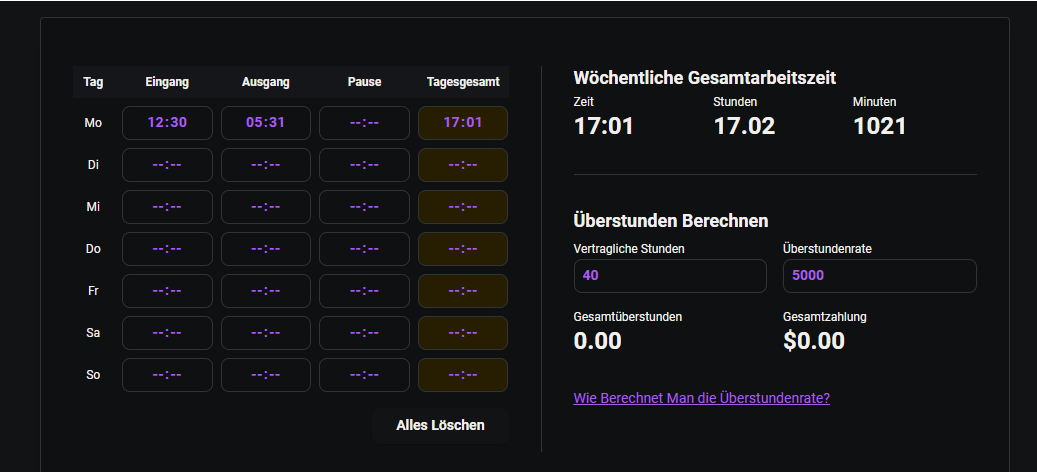 Tag Eingang Ausgang Pause Tagesgesamt
Mo 12:30 05:31 --:-- 17:01
Di --:-- --:-- --:-- --:--
Mi --:-- --:-- --:-- --:--
Do --:-- --:-- --:-- --:--
Fr --:-- --:-- --:-- --:--
Sa --:-- --:-- --:-- --:--
So --:-- --:-- --:-- --:--
Alles Löschen
Wöchentliche Gesamtarbeitszeit
Zeit Stunden Minuten
17:01 17.02 1021
Überstunden Berechnen
Vertragliche Stunden Überstundenrate
40 5000
Gesamtüberstunden Gesamtzahlung
0.00 $0.00
Wie Berechnet Man die Überstundenrate?